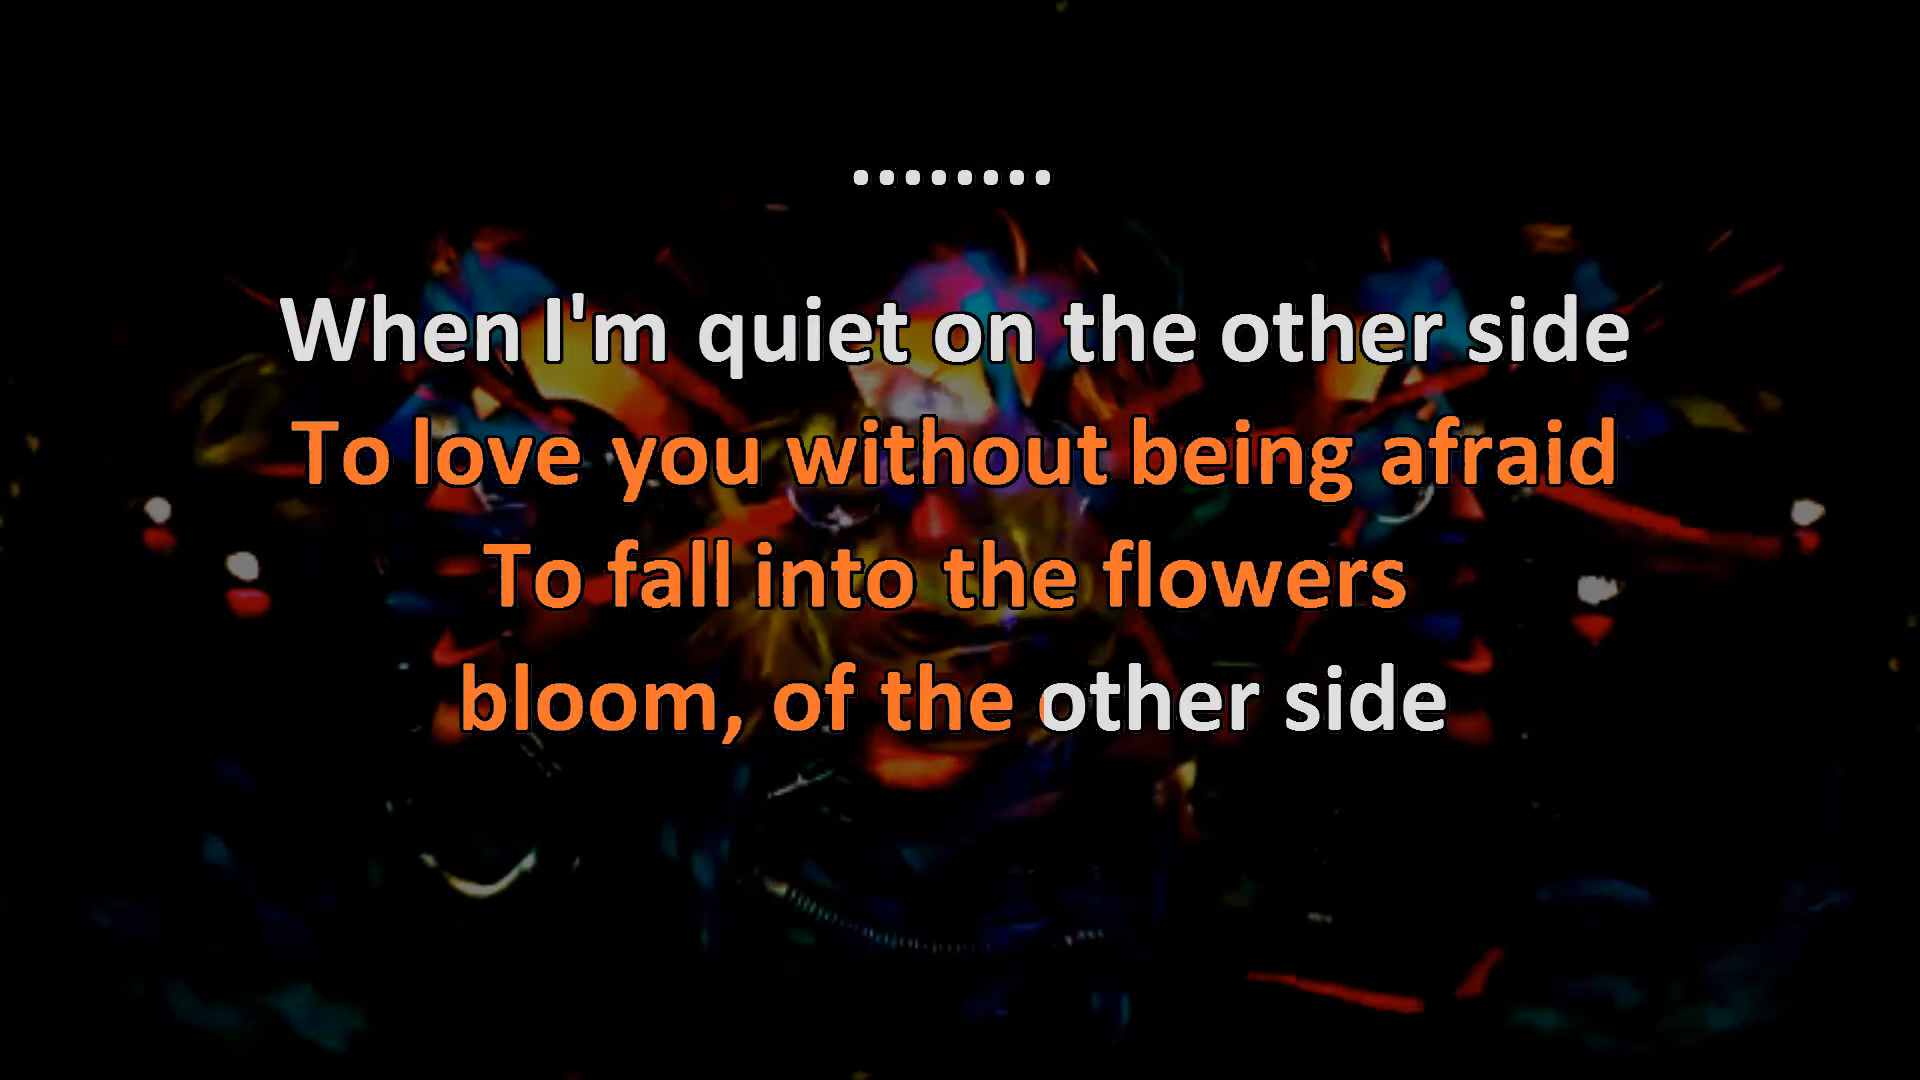 ........
When I'm quiet on the other side
To love you without being afraid
To fall into the flowers
bloom, of the other side